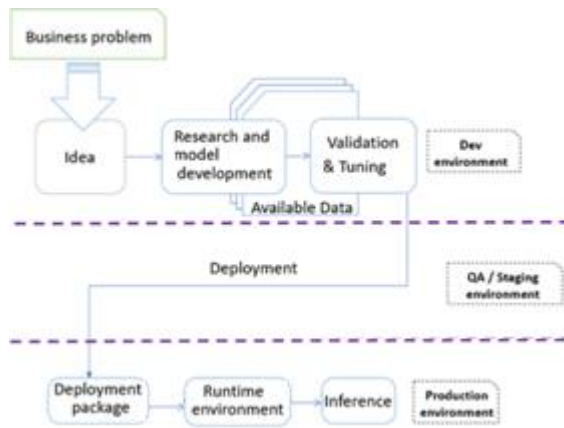 Business problem
Idea
Research and
model
development
Validation
& Tuning
Dev
environment
Available Data
Deployment
QA / Staging
environment
Deployment
package
Runtime
environment
Inference
Production
environment